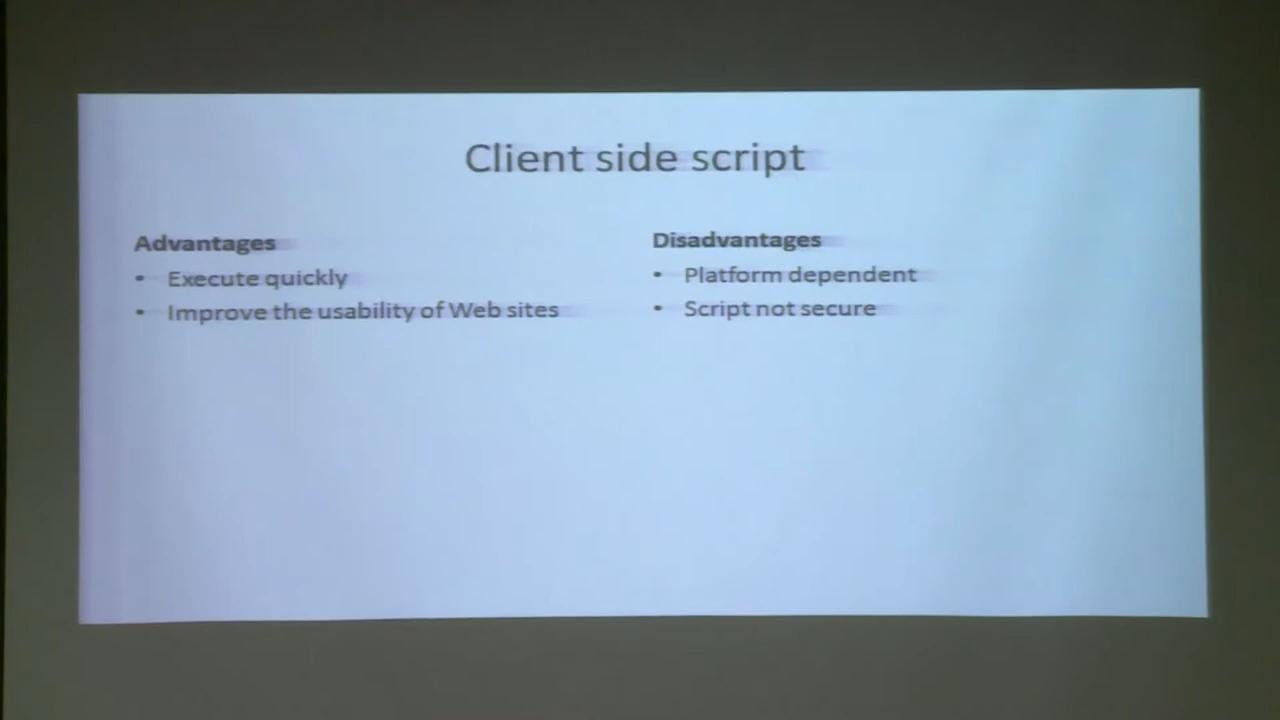 Client side script
Advantages
• Execute quickly
• Improve the usability of Web sites
Disadvantages
• Platform dependent
• Script not secure